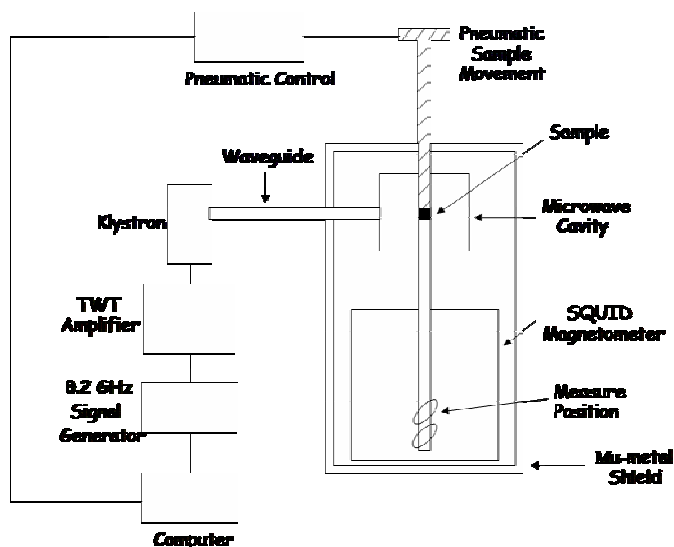 Pneumatic
Sample
Movement
Pneumatic Control
Sample
Waveguide
Klystron
Microwave
Cavity
TWT
Amplifier
SQUID
Magnetometer
8.2 GHz
Signal
Generator
Measure
Position
Mu-metal
Shield
Computer